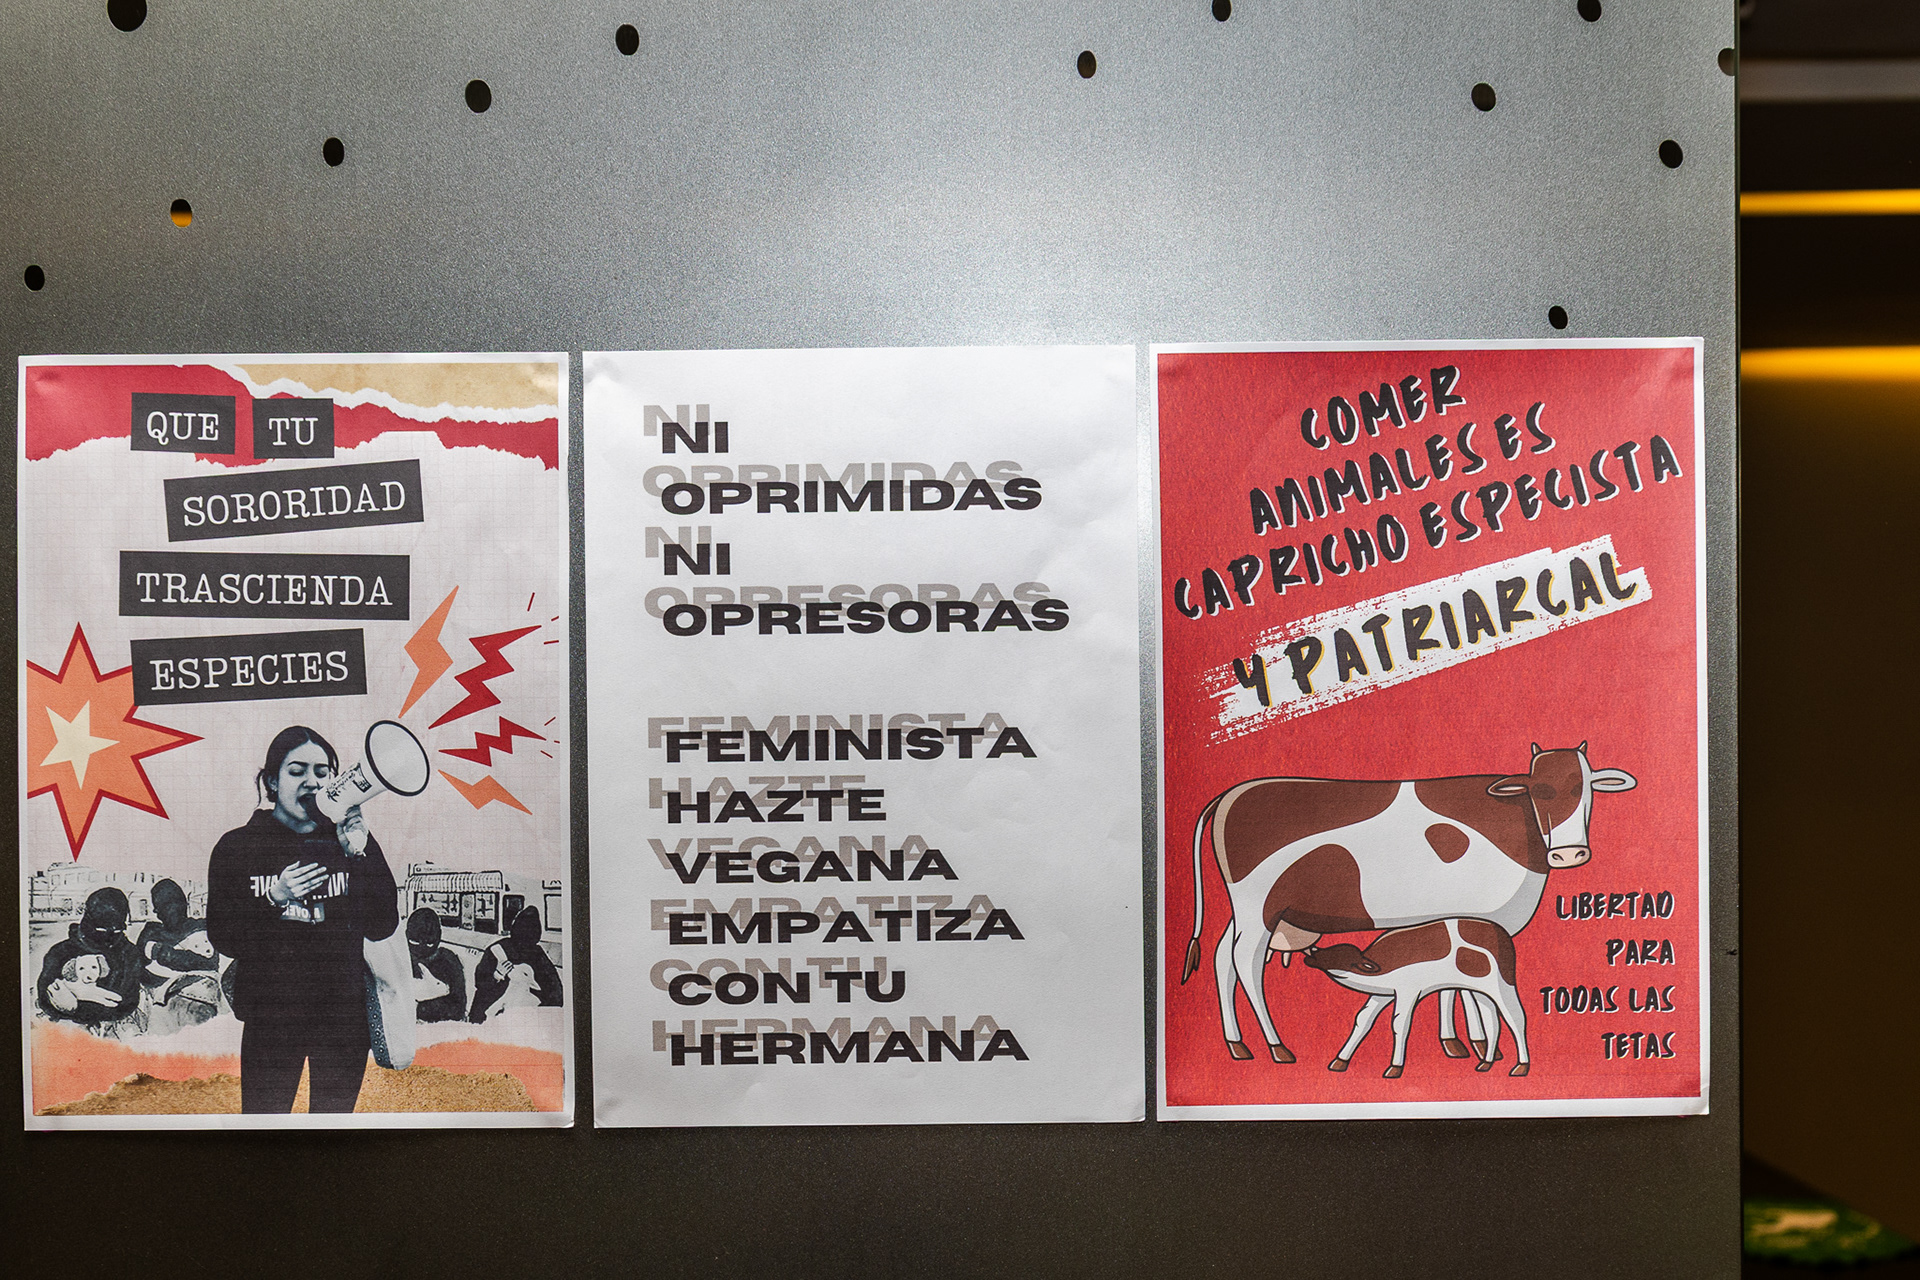 QUE TU
SORORIDAD
TRASCIENDA
ESPECIES
NI
OPRIMIDAS
NI
OPRESORAS
FEMINISTA
HAZTE
VEGANA
EMPATIZA
CON TU
HERMANA
COMER
ANIMALES ES
CAPRICHO ESPECISTA
Y PATRIARCAL
LIBERTAD
PARA
TODAS LAS
TETAS